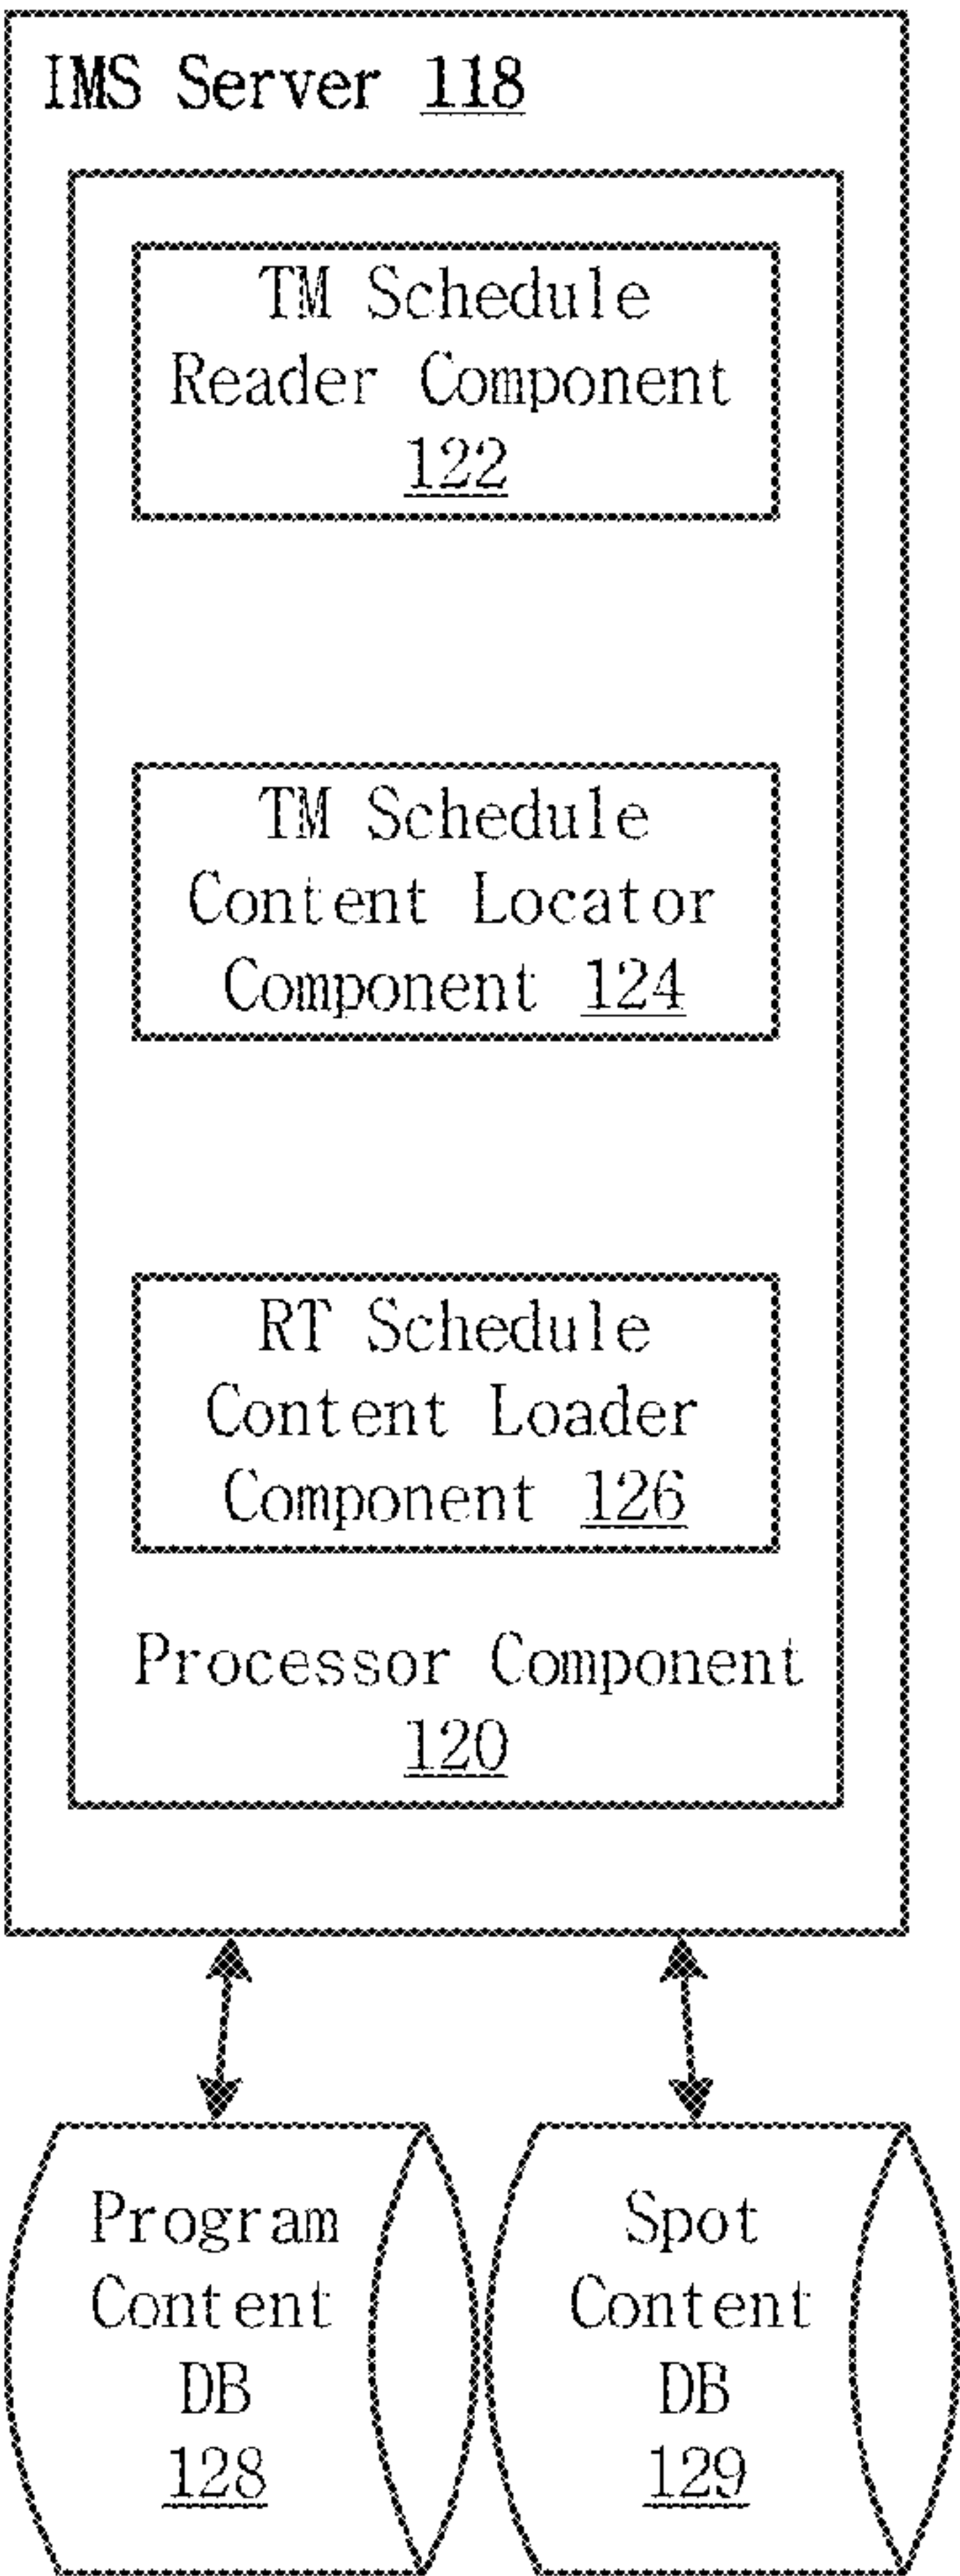 IMS Server 118
TM Schedule
Reader Component
122
TM Schedule
Content Locator
Component 124
RT Schedule
Content Loader
Component 126
Processor Component
120
Program
Content
DB
128
Spot
Content
DB
129